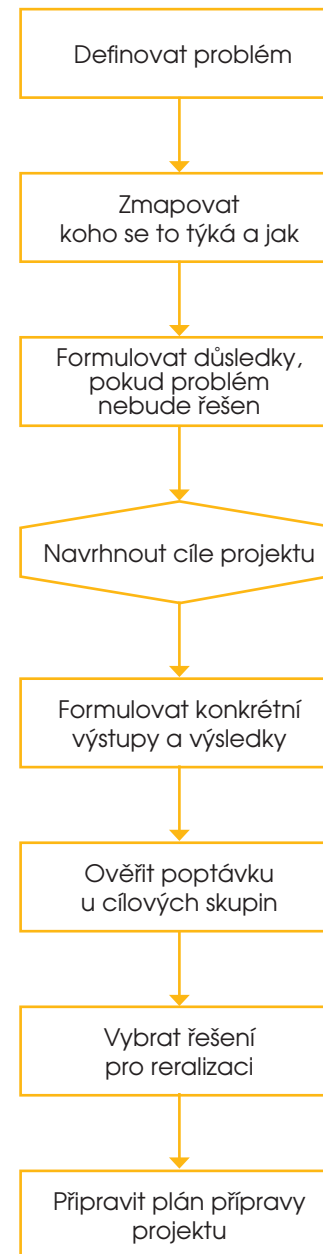 Definovat problém
Zmapovat
koho se to týká a jak
Formulovat důsledky,
pokud problém
nebude řešen
Navrhnout cíle projektu
Formulovat konkrétní
výstupy a výsledky
Ověřit poptávku
u cílových skupin
Vybrat řešení
pro reralizaci
Připravit plán přípravy
projektu